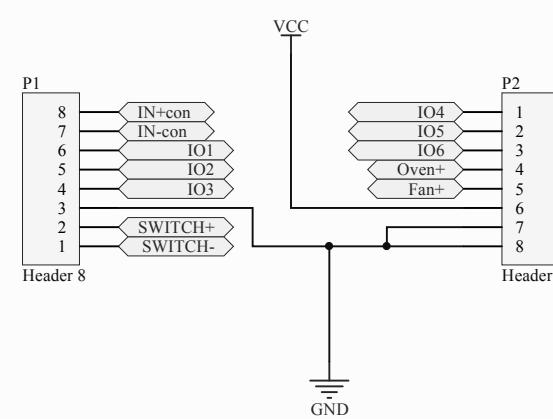 VCC
P1
8 IN+con
7 IN-con
6 IO1
5 IO2
4 IO3
3
2 SWITCH+
1 SWITCH-
Header 8
P2
IO4 1
IO5 2
IO6 3
Oven+ 4
Fan+ 5
6
7
8
Header
GND